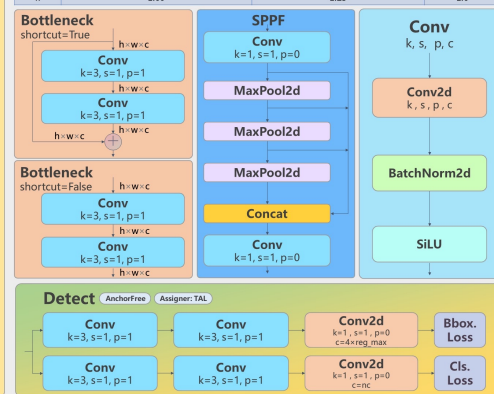 Bottleneck
shortcut=True
h×w×c
Conv
k=3, s=1, p=1
h×w×c
Conv
k=3, s=1, p=1
h×w×c
h×w×c
+
Bottleneck
shortcut=False
h×w×c
Conv
k=3, s=1, p=1
h×w×c
Conv
k=3, s=1, p=1
h×w×c
SPPF
Conv
k=1, s=1, p=0
MaxPool2d
MaxPool2d
MaxPool2d
Concat
Conv
k=1, s=1, p=0
Conv
k, s, p, c
Conv2d
k, s, p, c
BatchNorm2d
SiLU
Detect
AnchorFree
Assigner: TAL
Conv
k=3, s=1, p=1
Conv
k=3, s=1, p=1
Conv2d
k=1, s=1, p=0
c=4×reg_max
Bbox.
Loss
Conv
k=3, s=1, p=1
Conv
k=3, s=1, p=1
Conv2d
k=1, s=1, p=0
c=nc
Cls.
Loss